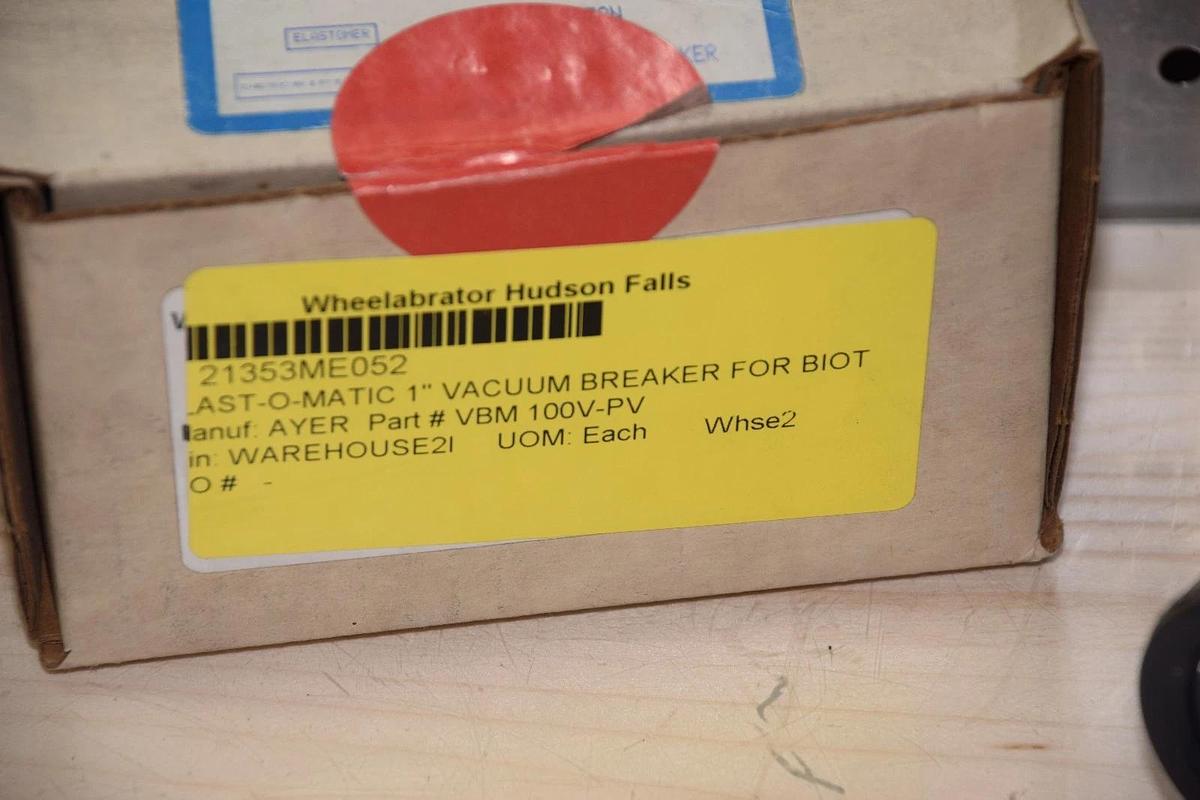 ELASTOMER
KER
Wheelabrator Hudson Falls
21353ME052
LAST-O-MATIC 1" VACUUM BREAKER FOR BIOT
anuf: AYER Part # VBM 100V-PV
in: WAREHOUSE2I UOM: Each Whse2
O # -